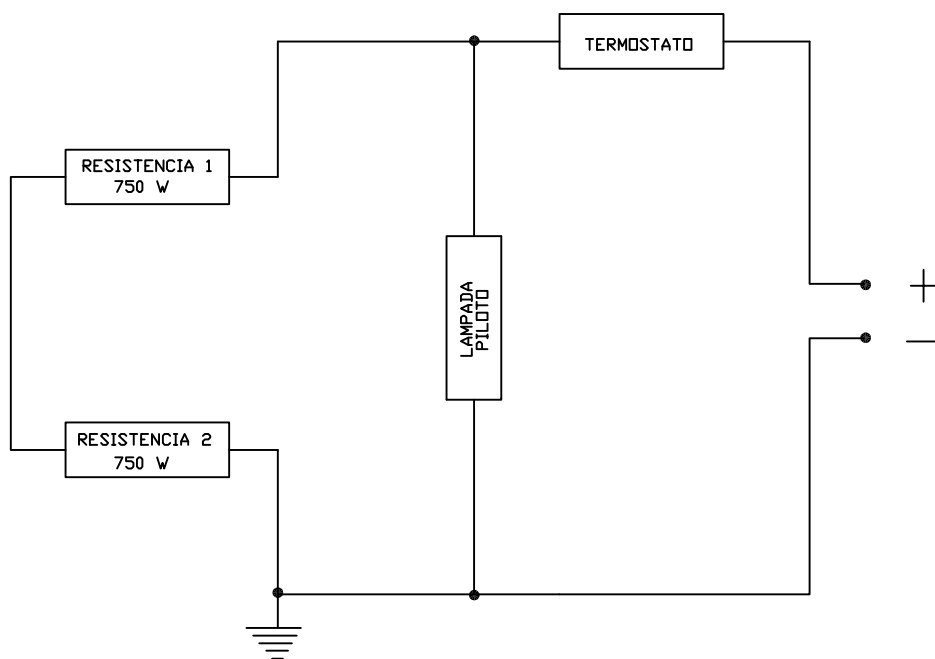 TERMOSTATO
RESISTENCIA 1
750 W
LAMPADA
PILOTO
+
—
RESISTENCIA 2
750 W